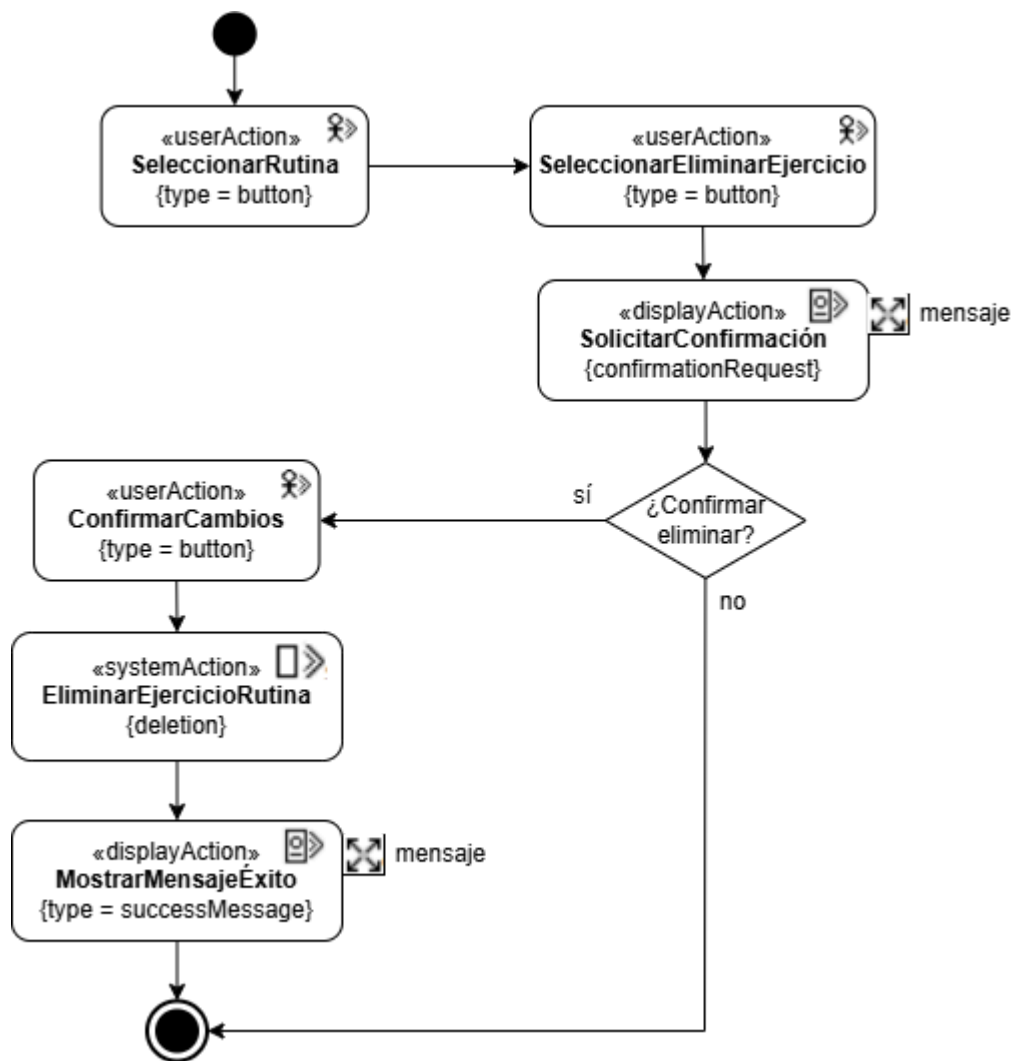 «userAction»
SeleccionarRutina
{type = button}
«userAction»
SeleccionarEliminarEjercicio
{type = button}
«displayAction»
SolicitarConfirmación
{confirmationRequest}
mensaje
¿Confirmar
eliminar?
sí
no
«userAction»
ConfirmarCambios
{type = button}
«systemAction»
EliminarEjercicioRutina
{deletion}
«displayAction»
MostrarMensajeÉxito
{type = successMessage}
mensaje